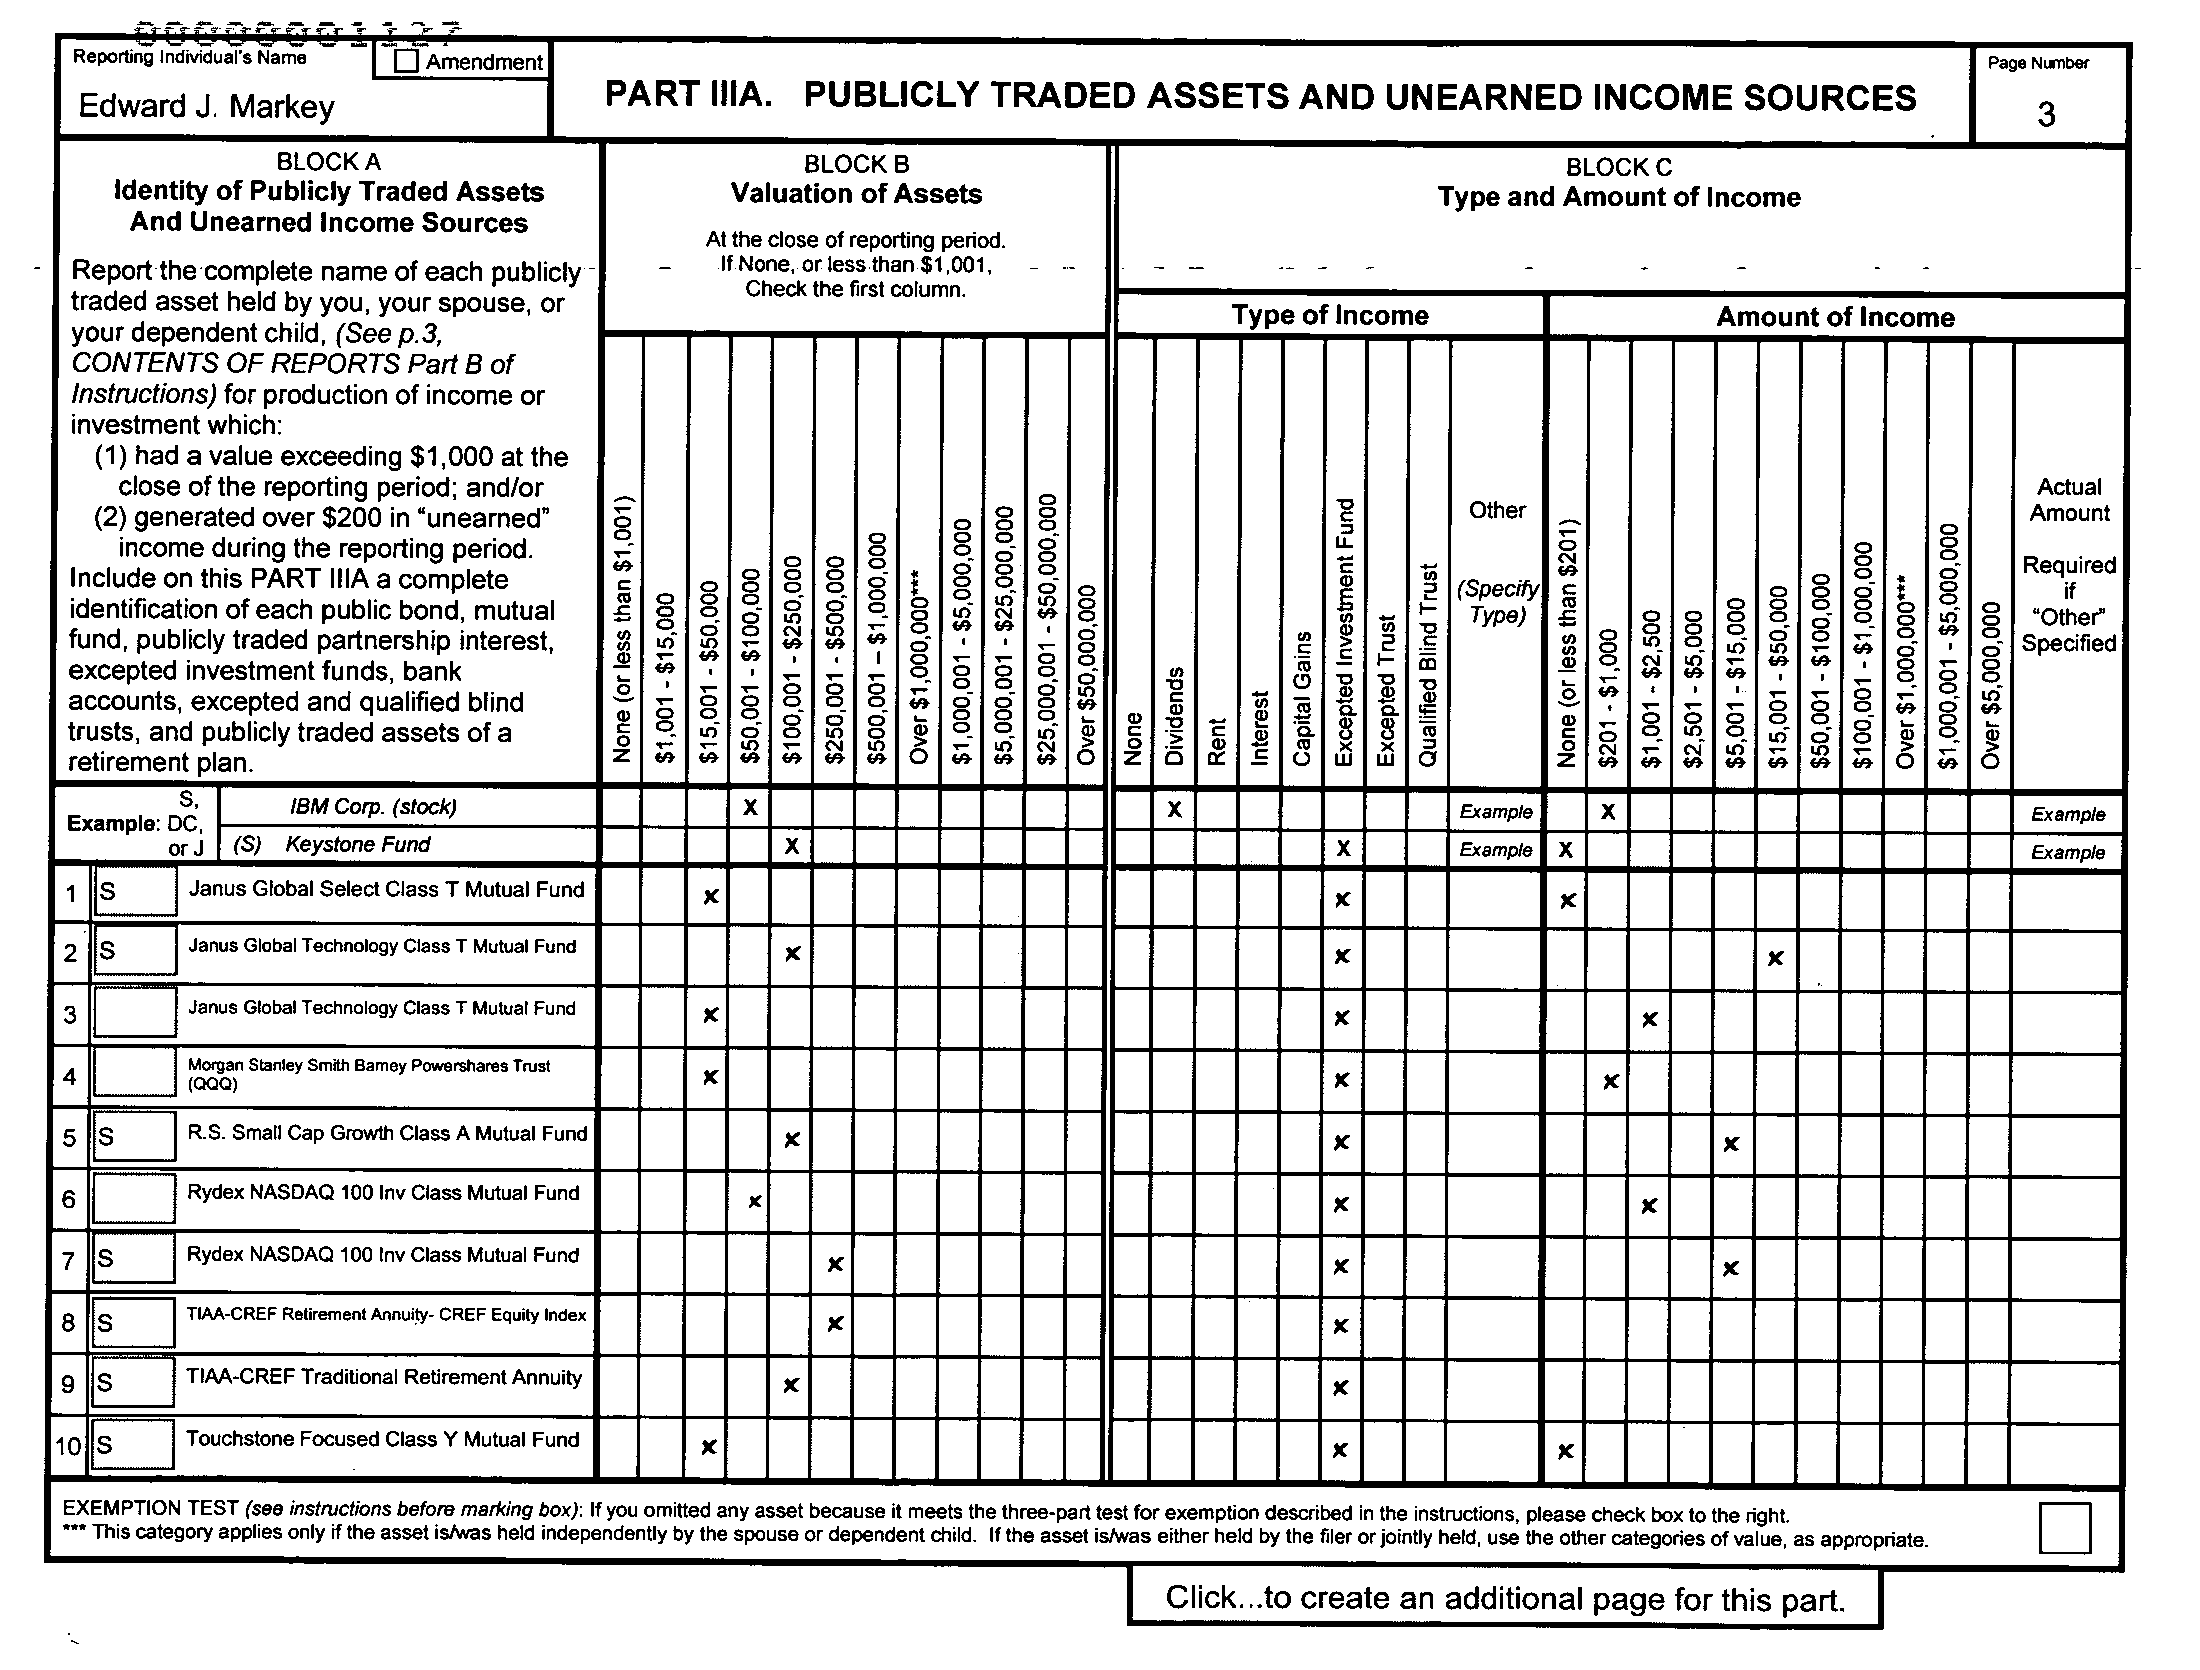 Reporting Individual's Name
☐ Amendment
Edward J. Markey
PART IIIA. PUBLICLY TRADED ASSETS AND UNEARNED INCOME SOURCES
Page Number
3
BLOCK A
Identity of Publicly Traded Assets
And Unearned Income Sources
Report the complete name of each publicly
traded asset held by you, your spouse, or
your dependent child, (See p.3,
CONTENTS OF REPORTS Part B of
Instructions) for production of income or
investment which:
(1) had a value exceeding $1,000 at the
close of the reporting period; and/or
(2) generated over $200 in "unearned"
income during the reporting period.
Include on this PART IIIA a complete
identification of each public bond, mutual
fund, publicly traded partnership interest,
excepted investment funds, bank
accounts, excepted and qualified blind
trusts, and publicly traded assets of a
retirement plan.
BLOCK B
Valuation of Assets
At the close of reporting period.
If None, or less than $1,001,
Check the first column.
None (or less than $1,001)
$1,001 - $15,000
$15,001 - $50,000
$50,001 - $100,000
$100,001 - $250,000
$250,001 - $500,000
$500,001 – $1,000,000
Over $1,000,000***
$1,000,001 - $5,000,000
$5,000,001 - $25,000,000
$25,000,001 - $50,000,000
Over $50,000,000
BLOCK C
Type and Amount of Income
Type of Income
None
Dividends
Rent
Interest
Capital Gains
Excepted Investment Fund
Excepted Trust
Qualified Blind Trust
Other
(Specify
Type)
Amount of Income
None (or less than $201)
$201 - $1,000
$1,001 - $2,500
$2,501 - $5,000
$5,001 - $15,000
$15,001 - $50,000
$50,001 - $100,000
$100,001 - $1,000,000
Over $1,000,000***
$1,000,001 - $5,000,000
Over $5,000,000
Actual
Amount
Required
if
"Other"
Specified
Example: S, DC, or J
IBM Corp. (stock) X X Example X Example
(S) Keystone Fund X X Example X Example
1 S Janus Global Select Class T Mutual Fund x x x
2 S Janus Global Technology Class T Mutual Fund x x x
3 Janus Global Technology Class T Mutual Fund x x x
4 Morgan Stanley Smith Barney Powershares Trust
(QQQ) x x x
5 S R.S. Small Cap Growth Class A Mutual Fund x x x
6 Rydex NASDAQ 100 Inv Class Mutual Fund x x x
7 S Rydex NASDAQ 100 Inv Class Mutual Fund x x x
8 S TIAA-CREF Retirement Annuity- CREF Equity Index x x
9 S TIAA-CREF Traditional Retirement Annuity x x
10 S Touchstone Focused Class Y Mutual Fund x x x
EXEMPTION TEST (see instructions before marking box): If you omitted any asset because it meets the three-part test for exemption described in the instructions, please check box to the right.
*** This category applies only if the asset is/was held independently by the spouse or dependent child. If the asset is/was either held by the filer or jointly held, use the other categories of value, as appropriate.
Click...to create an additional page for this part.